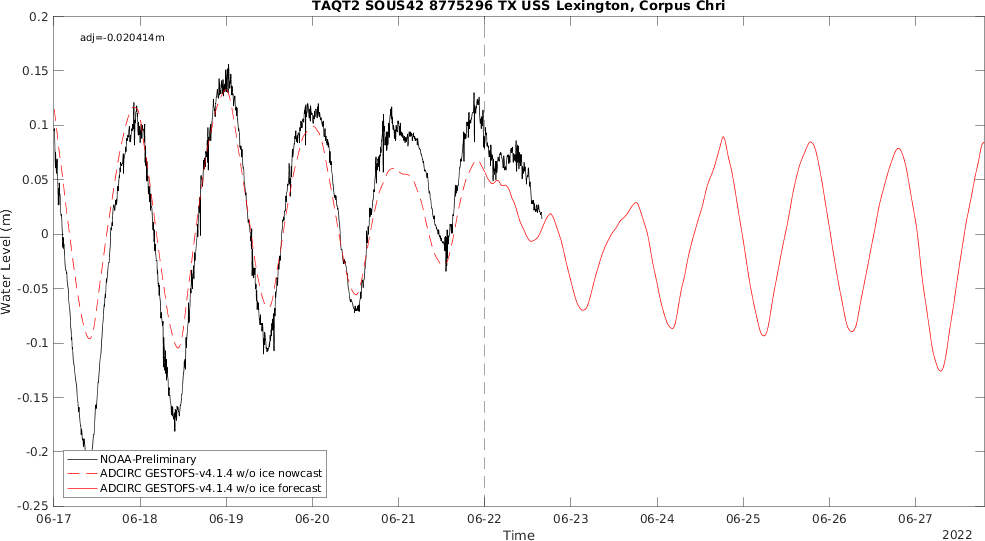 TAQT2 SOUS42 8775296 TX USS Lexington, Corpus Chri
adj=-0.020414m
0.2
0.15
0.1
0.05
0
-0.05
-0.1
-0.15
-0.2
-0.25
Water Level (m)
NOAA-Preliminary
ADCIRC GESTOFS-v4.1.4 w/o ice nowcast
ADCIRC GESTOFS-v4.1.4 w/o ice forecast
06-17 06-18 06-19 06-20 06-21 06-22 06-23 06-24 06-25 06-26 06-27
Time
2022